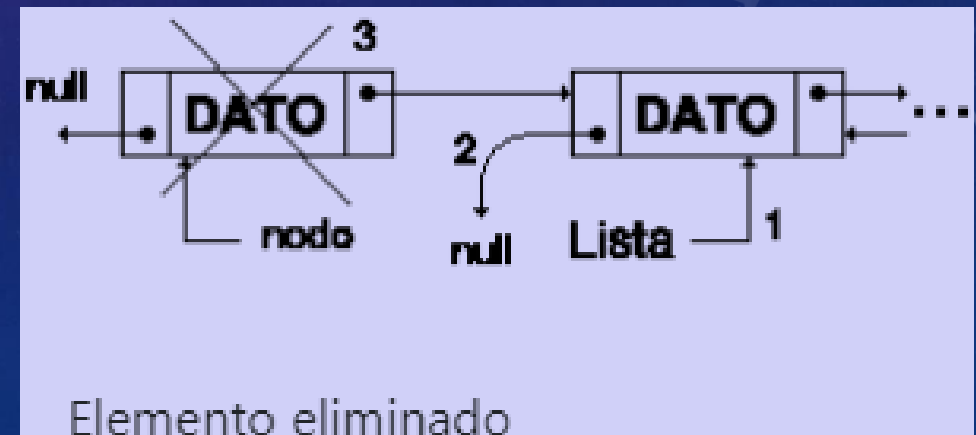 3
null
DATO
DATO
...
2
nodo
null
Lista
1
Elemento eliminado